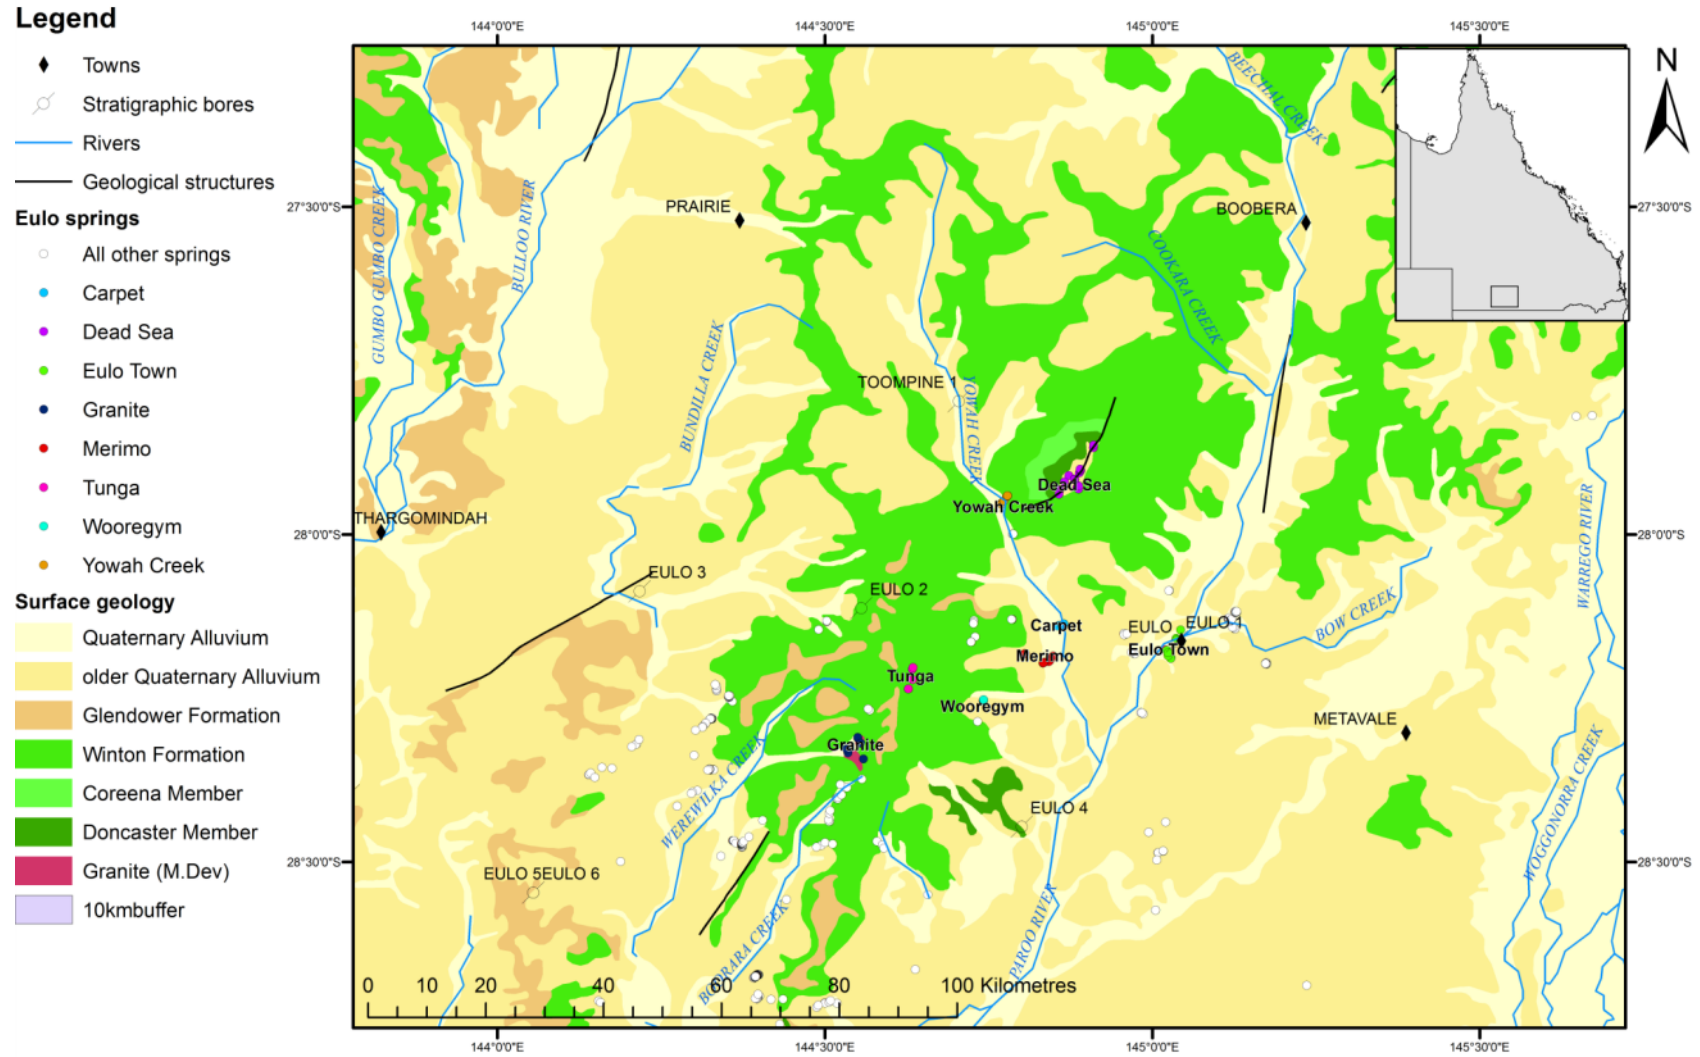 Legend
Towns
Stratigraphic bores
Rivers
Geological structures
Eulo springs
All other springs
Carpet
Dead Sea
Eulo Town
Granite
Merimo
Tunga
Wooregym
Yowah Creek
Surface geology
Quaternary Alluvium
older Quaternary Alluvium
Glendower Formation
Winton Formation
Coreena Member
Doncaster Member
Granite (M.Dev)
10kmbuffer
144°0'0"E
144°30'0"E
145°0'0"E
145°30'0"E
N
BEECHAL CREEK
27°30'0"S
27°30'0"S
GUMBO GUMBO CREEK
BULLOO RIVER
PRAIRIE
BOOBERA
COOKARA CREEK
BUNDILLA CREEK
TOOMPINE 1
YOWAH CREEK
Dead Sea
Yowah Creek
THARGOMINDAH
28°0'0"S
28°0'0"S
WARREGO RIVER
EULO 3
EULO 2
BOW CREEK
Carpet
EULO
EULO 1
Merimo
Eulo Town
Tunga
Wooregym
METAVALE
Granite
WEREWILKA CREEK
EULO 4
WOGGONORRA CREEK
28°30'0"S
28°30'0"S
EULO 5EULO 6
BOORARA CREEK
PAROO RIVER
0 10 20 40 60 80 100 Kilometres
144°0'0"E
144°30'0"E
145°0'0"E
145°30'0"E